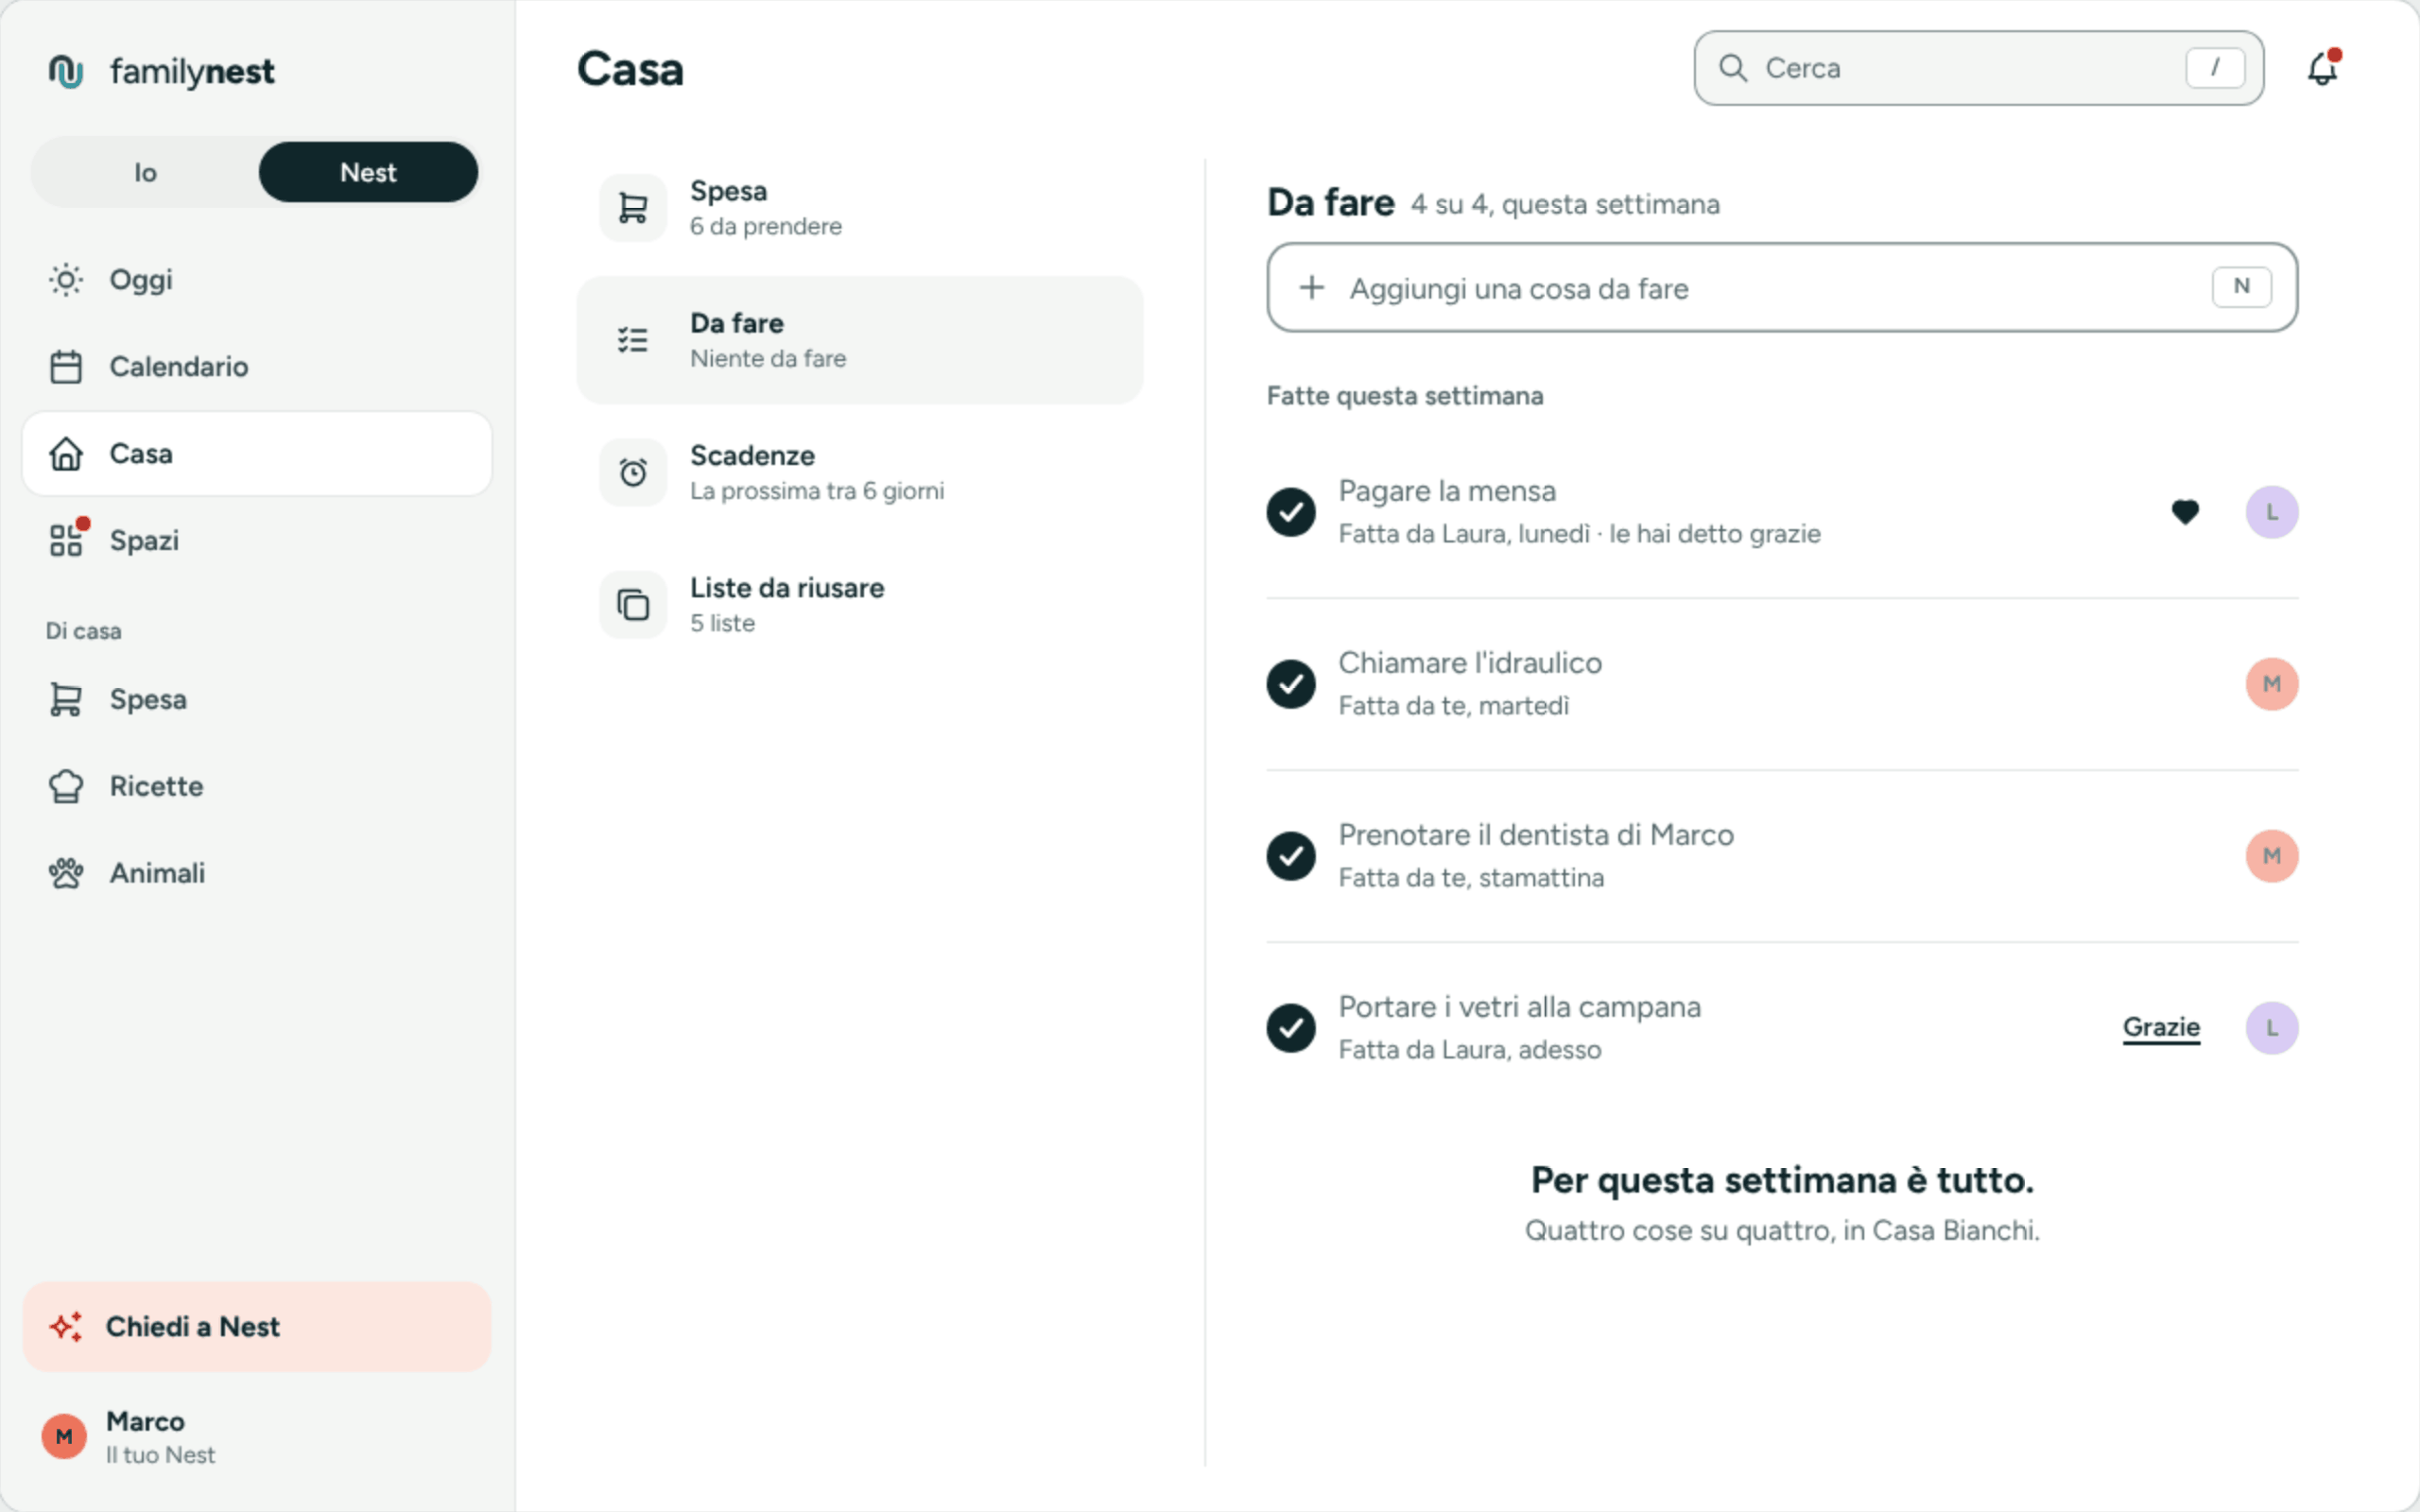 familynest
Io
Nest
Oggi
Calendario
Casa
Spazi
Di casa
Spesa
Ricette
Animali
Chiedi a Nest
M
Marco
Il tuo Nest
Casa
Cerca
/
Spesa
6 da prendere
Da fare
Niente da fare
Scadenze
La prossima tra 6 giorni
Liste da riusare
5 liste
Da fare 4 su 4, questa settimana
Aggiungi una cosa da fare
N
Fatte questa settimana
Pagare la mensa
Fatta da Laura, lunedì · le hai detto grazie
L
Chiamare l'idraulico
Fatta da te, martedì
M
Prenotare il dentista di Marco
Fatta da te, stamattina
M
Portare i vetri alla campana
Fatta da Laura, adesso
Grazie
L
Per questa settimana è tutto.
Quattro cose su quattro, in Casa Bianchi.